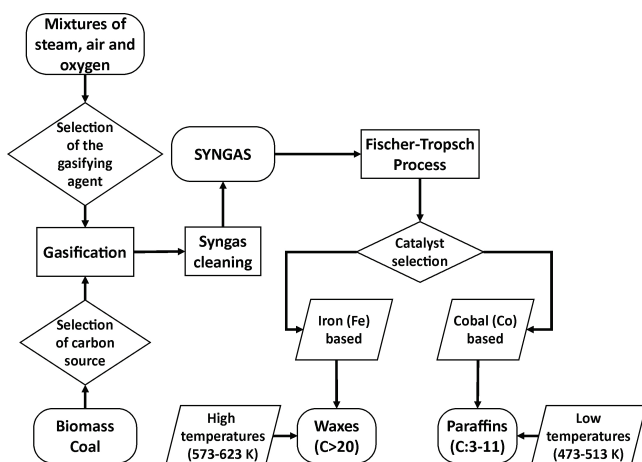 Mixtures of
steam, air and
oxygen
Selection
of the
gasifying
agent
SYNGAS
Fischer-Tropsch
Process
Gasification
Syngas
cleaning
Catalyst
selection
Selection
of carbon
source
Iron (Fe)
based
Cobal (Co)
based
Biomass
Coal
High
temperatures
(573-623 K)
Waxes
(C>20)
Paraffins
(C:3-11)
Low
temperatures
(473-513 K)